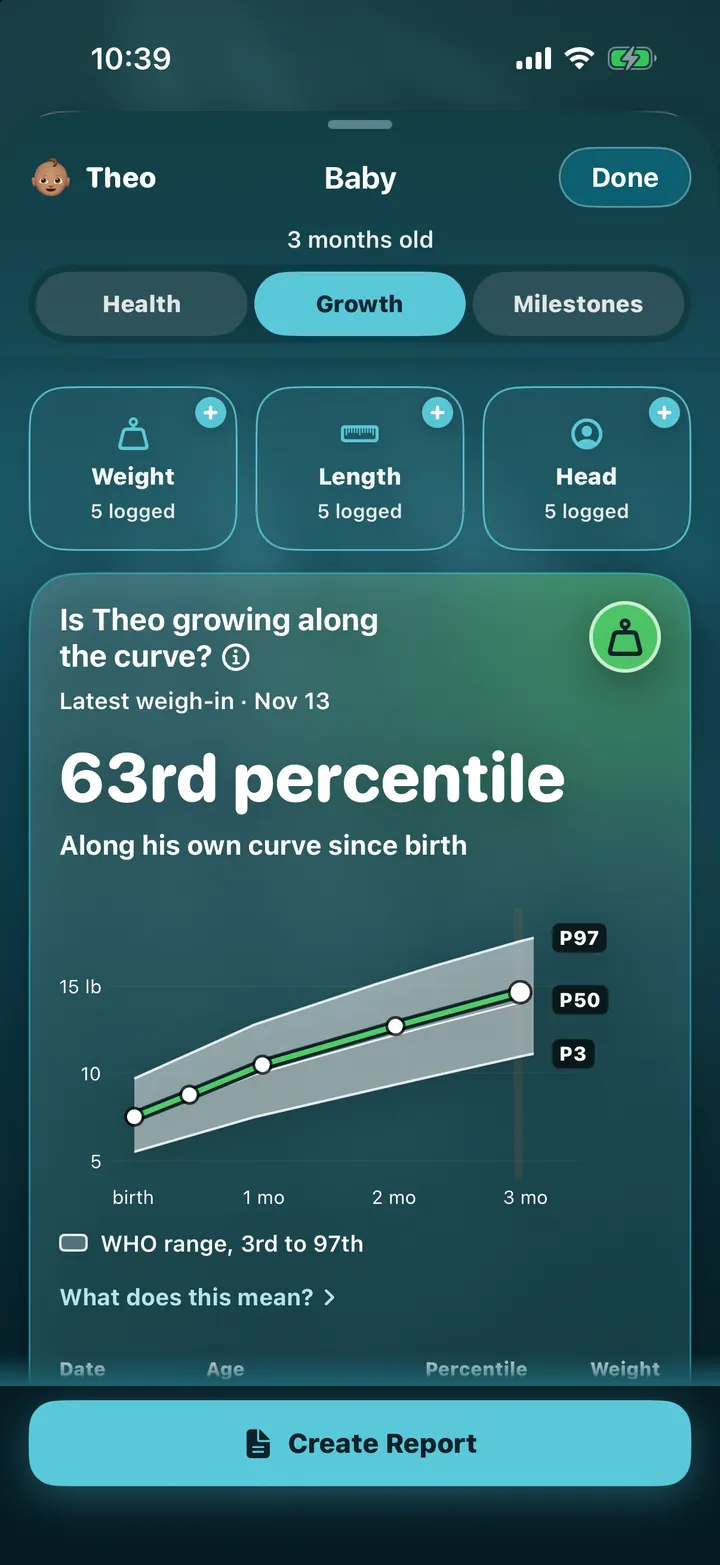 10:39
Theo
Baby
Done
3 months old
Health
Growth
Milestones
Weight
5 logged
Length
5 logged
Head
5 logged
Is Theo growing along
the curve?
Latest weigh-in · Nov 13
63rd percentile
Along his own curve since birth
P97
15 lb
P50
P3
10
5
birth
1 mo
2 mo
3 mo
WHO range, 3rd to 97th
What does this mean?
Date
Age
Percentile
Weight
Create Report